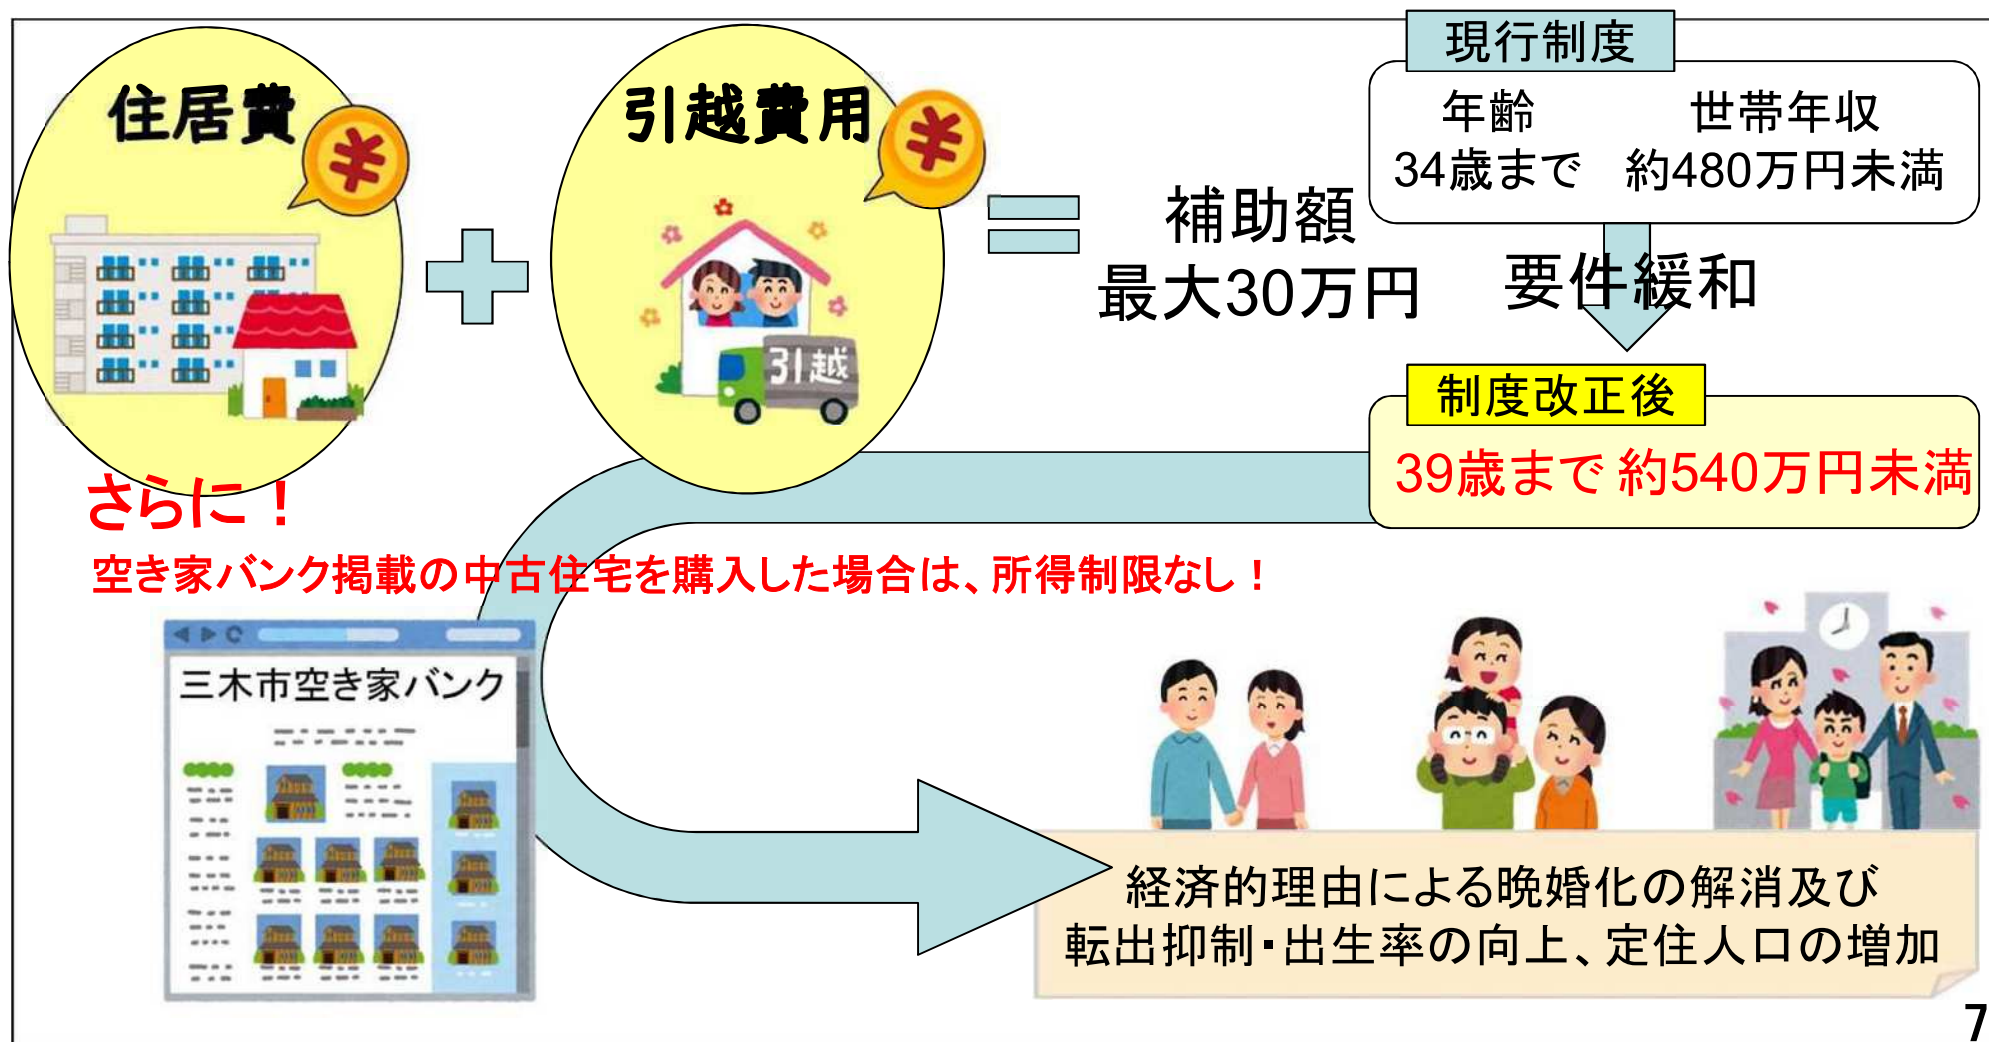 住居費
引越費用
引越
補助額
最大30万円
現行制度
年齢 世帯年収
34歳まで 約480万円未満
要件緩和
制度改正後
39歳まで 約540万円未満
さらに！
空き家バンク掲載の中古住宅を購入した場合は、所得制限なし！
三木市空き家バンク
経済的理由による晩婚化の解消及び
転出抑制・出生率の向上、定住人口の増加
7